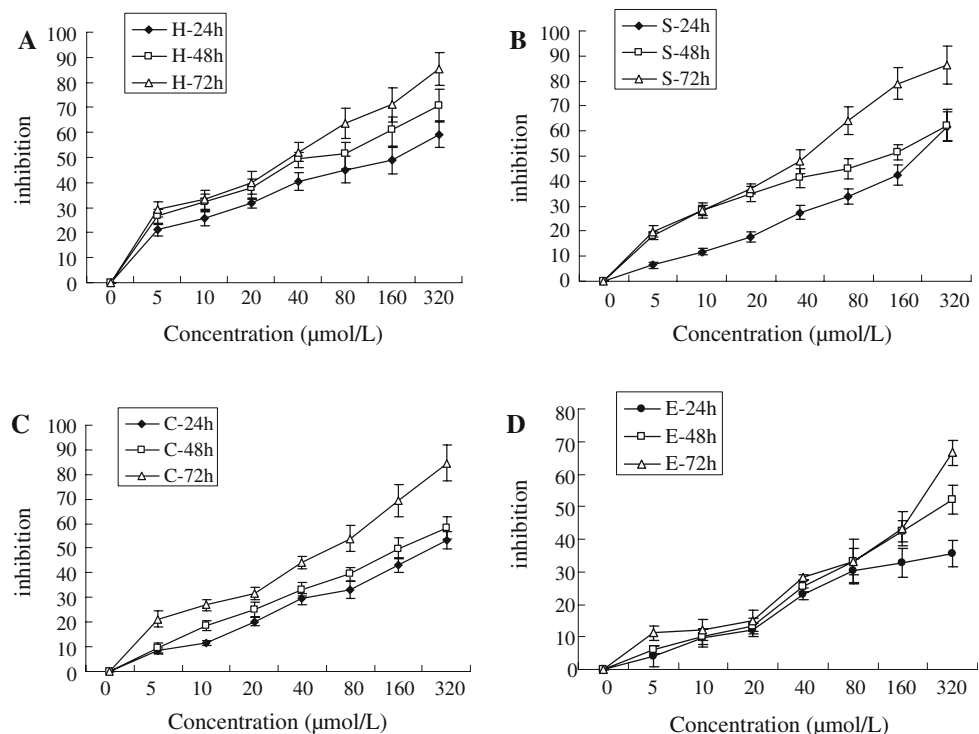 A
H-24h
H-48h
H-72h
100
90
80
70
60
50
40
30
20
10
0
inhibition
0 5 10 20 40 80 160 320
Concentration (μmol/L)
B
S-24h
S-48h
S-72h
100
90
80
70
60
50
40
30
20
10
0
inhibition
0 5 10 20 40 80 160 320
Concentration (μmol/L)
C
C-24h
C-48h
C-72h
100
90
80
70
60
50
40
30
20
10
0
inhibition
0 5 10 20 40 80 160 320
Concentration (μmol/L)
D
E-24h
E-48h
E-72h
80
70
60
50
40
30
20
10
0
inhibition
0 5 10 20 40 80 160 320
Concentration (μmol/L)